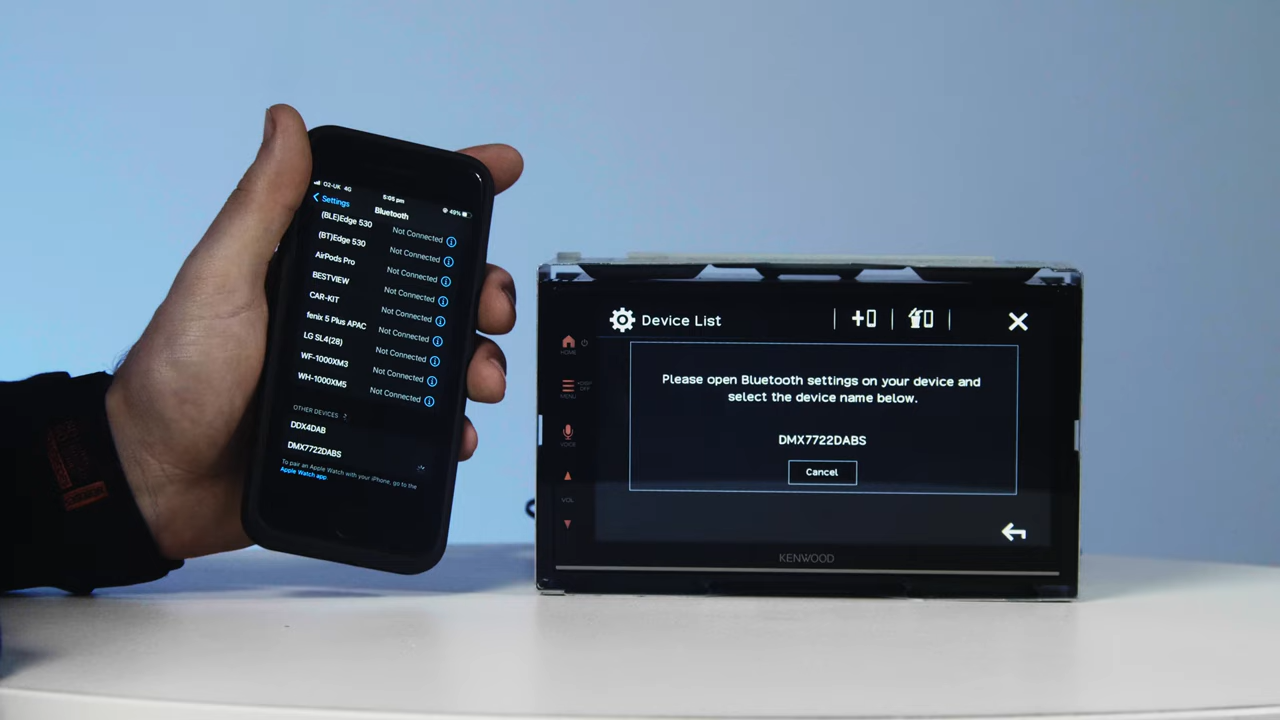 O2-UK 4G
5:05 pm
49%
Settings
Bluetooth
(BLE)Edge 530 Not Connected
(BT)Edge 530 Not Connected
AirPods Pro Not Connected
BESTVIEW Not Connected
CAR-KIT Not Connected
fenix 5 Plus APAC Not Connected
LG SL4(28) Not Connected
WF-1000XM3 Not Connected
WH-1000XM5 Not Connected
OTHER DEVICES
DDX4DAB
DMX7722DABS
To pair an Apple Watch with your iPhone, go to the
Apple Watch app.
Device List
Please open Bluetooth settings on your device and
select the device name below.
DMX7722DABS
Cancel
HOME
MENU
VOICE
VOL
KENWOOD